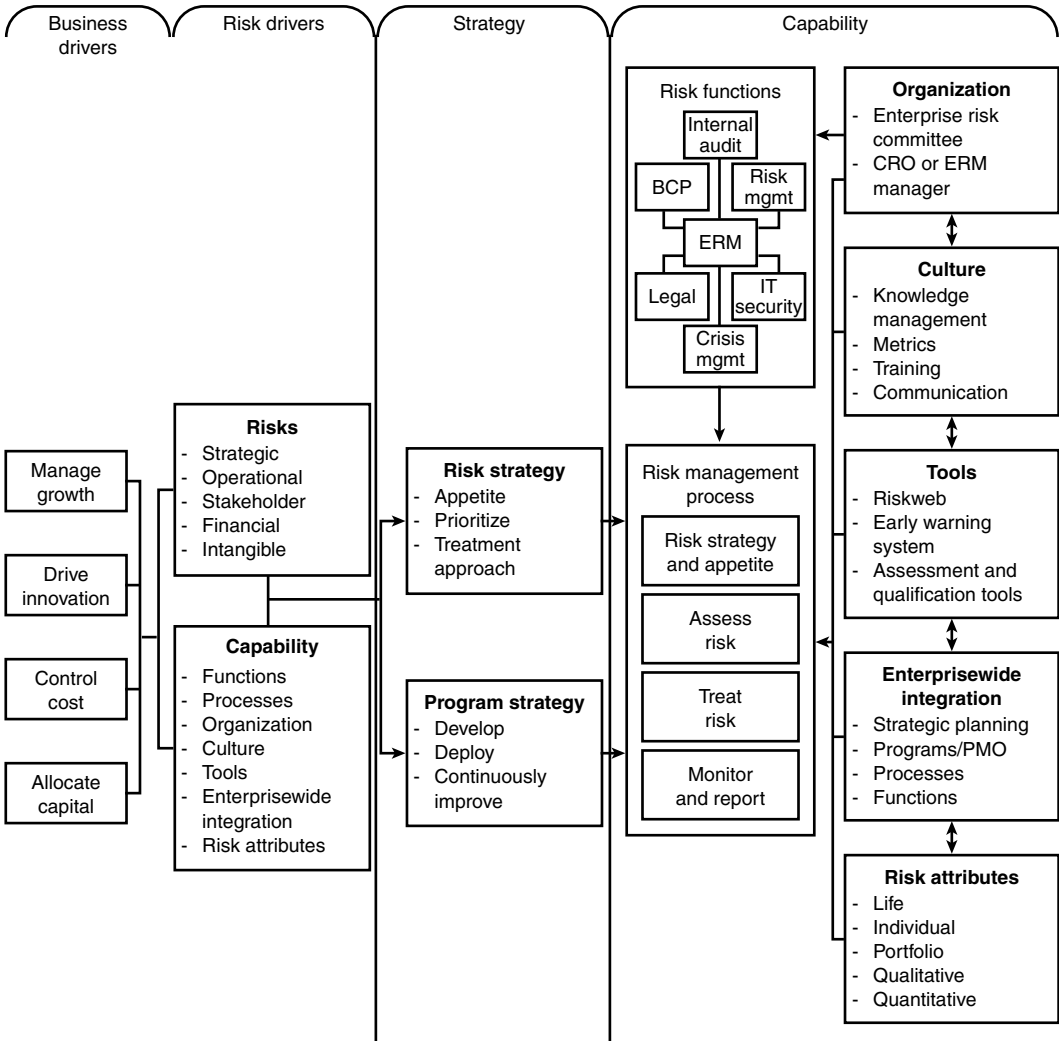 Business
drivers
Risk drivers
Strategy
Capability
Manage
growth
Drive
innovation
Control
cost
Allocate
capital
Risks
- Strategic
- Operational
- Stakeholder
- Financial
- Intangible
Capability
- Functions
- Processes
- Organization
- Culture
- Tools
- Enterprisewide
integration
- Risk attributes
Risk strategy
- Appetite
- Prioritize
- Treatment
approach
Program strategy
- Develop
- Deploy
- Continuously
improve
Risk functions
Internal
audit
BCP
Risk
mgmt
ERM
Legal
IT
security
Crisis
mgmt
Risk management
process
Risk strategy
and appetite
Assess
risk
Treat
risk
Monitor
and report
Organization
- Enterprise risk
committee
- CRO or ERM
manager
Culture
- Knowledge
management
- Metrics
- Training
- Communication
Tools
- Riskweb
- Early warning
system
- Assessment and
qualification tools
Enterprisewide
integration
- Strategic planning
- Programs/PMO
- Processes
- Functions
Risk attributes
- Life
- Individual
- Portfolio
- Qualitative
- Quantitative